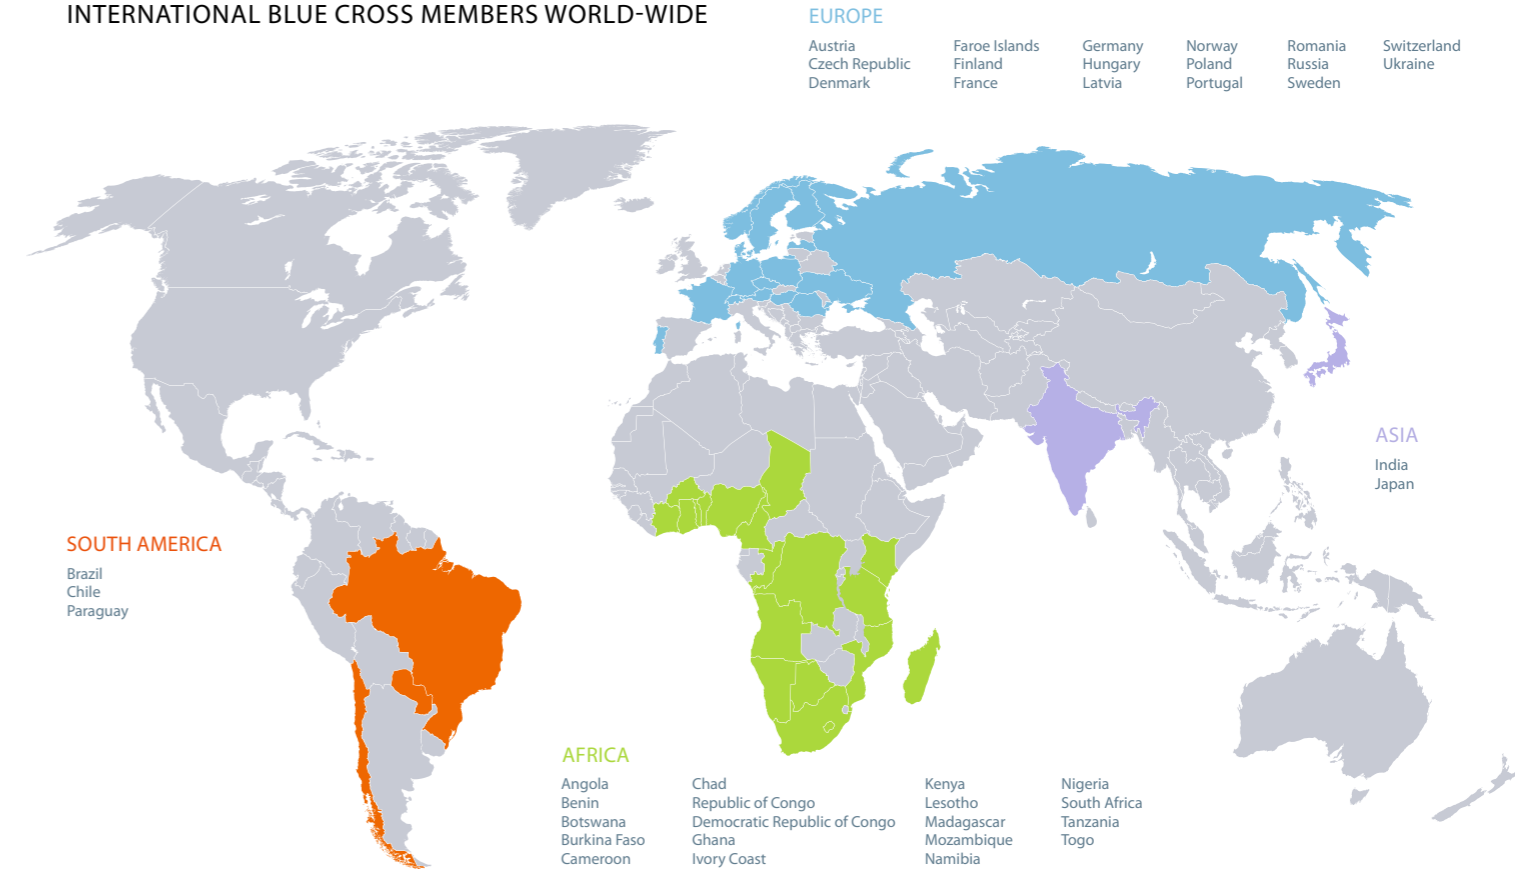 INTERNATIONAL BLUE CROSS MEMBERS WORLD-WIDE
EUROPE
Austria
Czech Republic
Denmark
Faroe Islands
Finland
France
Germany
Hungary
Latvia
Norway
Poland
Portugal
Romania
Russia
Sweden
Switzerland
Ukraine
ASIA
India
Japan
SOUTH AMERICA
Brazil
Chile
Paraguay
AFRICA
Angola
Benin
Botswana
Burkina Faso
Cameroon
Chad
Republic of Congo
Democratic Republic of Congo
Ghana
Ivory Coast
Kenya
Lesotho
Madagascar
Mozambique
Namibia
Nigeria
South Africa
Tanzania
Togo